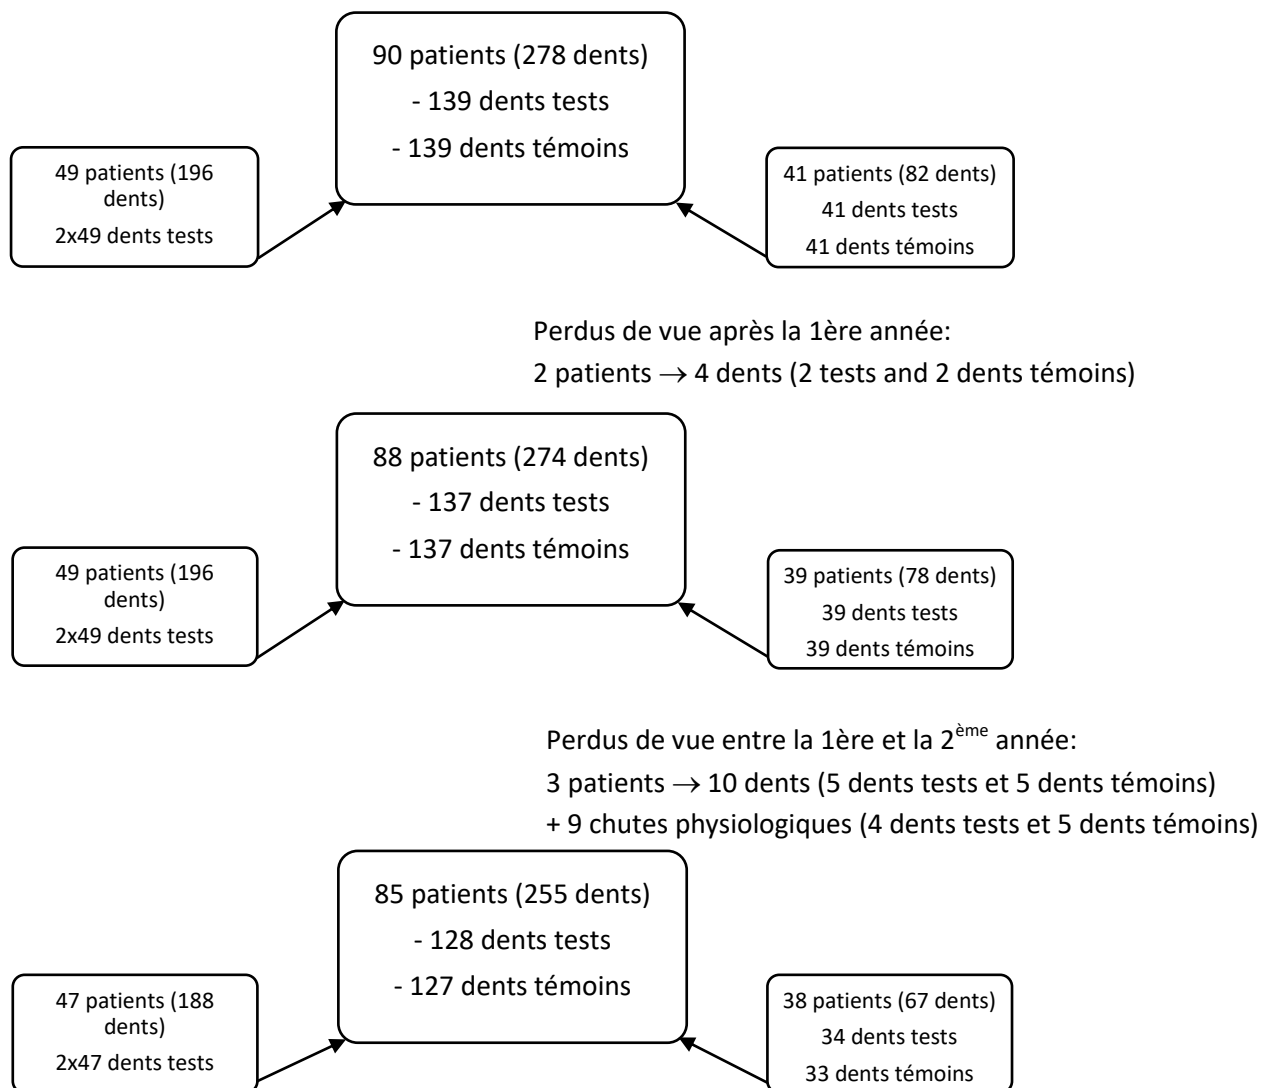 90 patients (278 dents)
- 139 dents tests
- 139 dents témoins
49 patients (196
dents)
2x49 dents tests
41 patients (82 dents)
41 dents tests
41 dents témoins
Perdus de vue après la 1ère année:
2 patients → 4 dents (2 tests and 2 dents témoins)
88 patients (274 dents)
- 137 dents tests
- 137 dents témoins
49 patients (196
dents)
2x49 dents tests
39 patients (78 dents)
39 dents tests
39 dents témoins
Perdus de vue entre la 1ère et la 2ème année:
3 patients → 10 dents (5 dents tests et 5 dents témoins)
+ 9 chutes physiologiques (4 dents tests et 5 dents témoins)
85 patients (255 dents)
- 128 dents tests
- 127 dents témoins
47 patients (188
dents)
2x47 dents tests
38 patients (67 dents)
34 dents tests
33 dents témoins